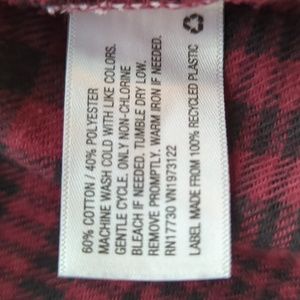 60% COTTON / 40% POLYESTER
MACHINE WASH COLD WITH LIKE COLORS.
GENTLE CYCLE, ONLY NON-CHLORINE
BLEACH IF NEEDED, TUMBLE DRY LOW.
REMOVE PROMPTLY. WARM IRON IF NEEDED.
RN17730 VN1973122
LABEL MADE FROM 100% RECYCLED PLASTIC